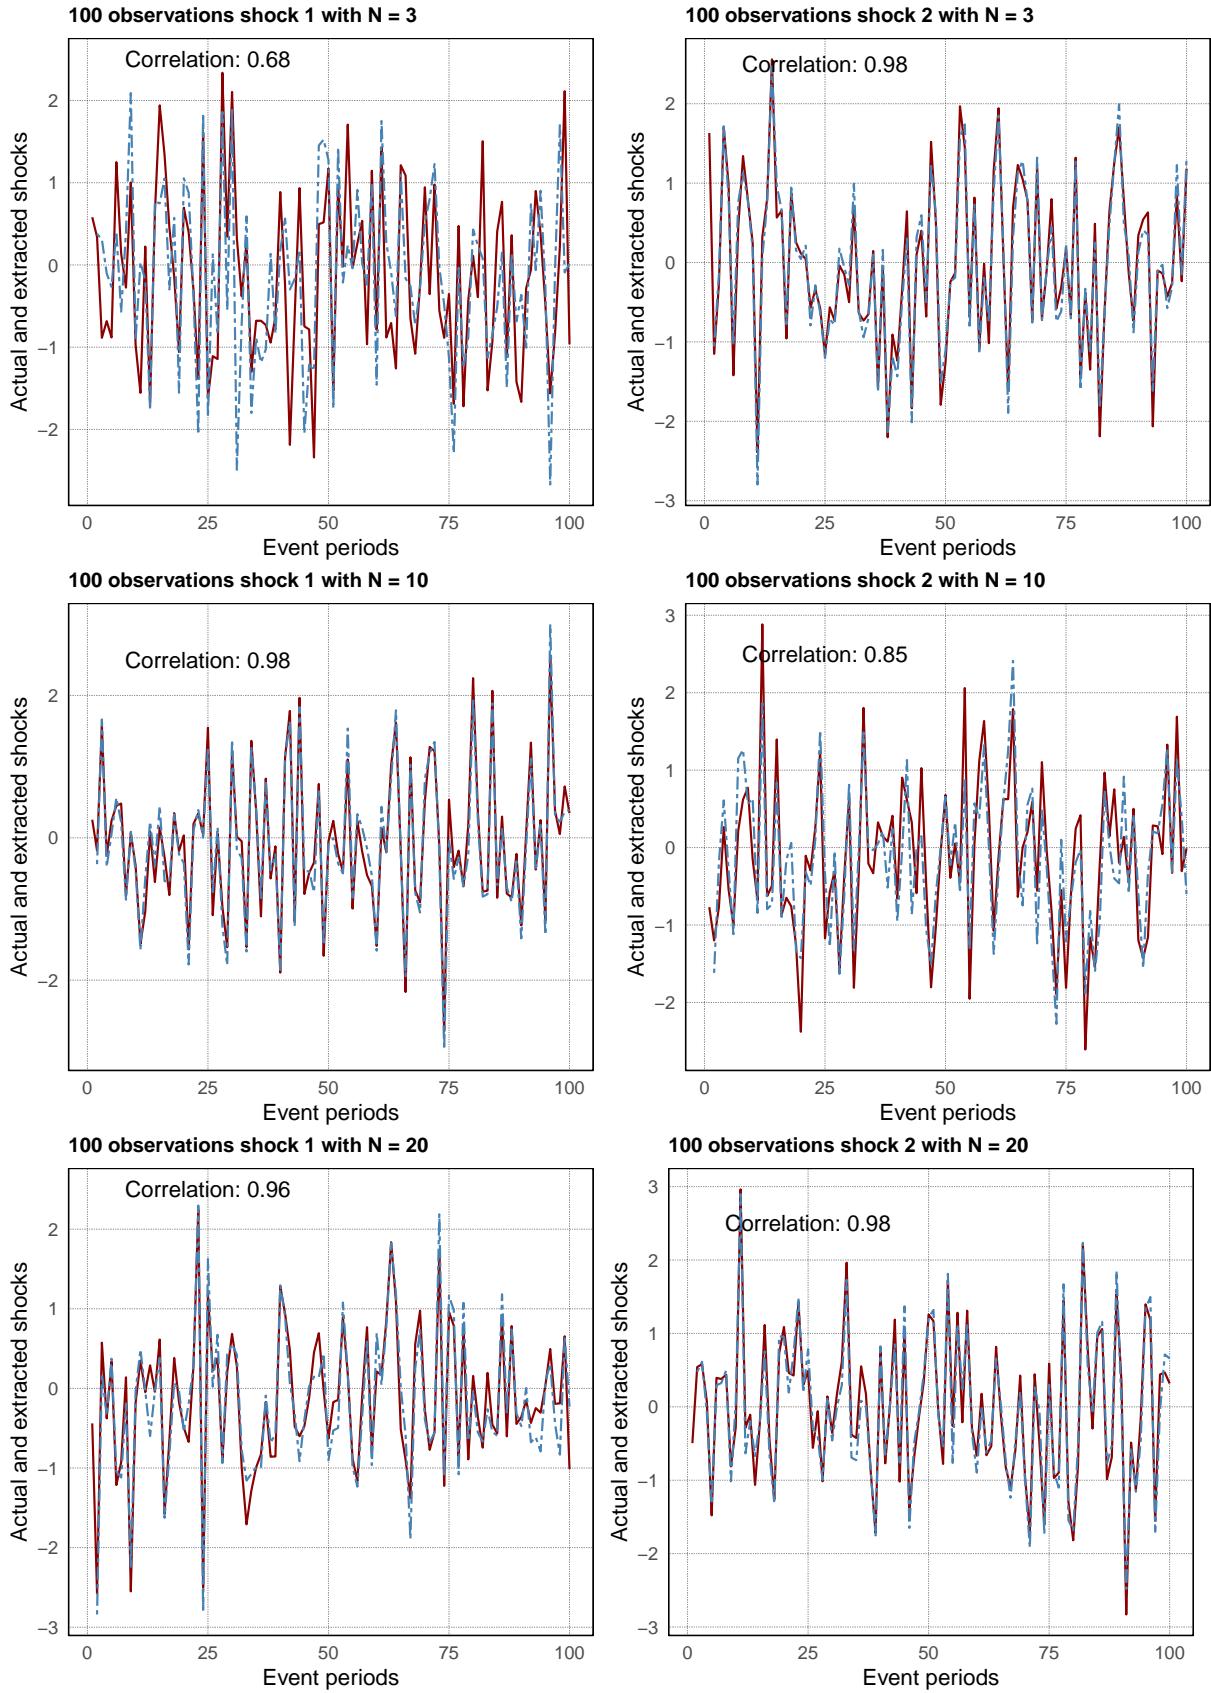 100 observations shock 1 with N = 3
Correlation: 0.68
Actual and extracted shocks
2
1
0
−1
−2
0 25 50 75 100
Event periods
100 observations shock 2 with N = 3
Correlation: 0.98
Actual and extracted shocks
2
1
0
−1
−2
−3
0 25 50 75 100
Event periods
100 observations shock 1 with N = 10
Correlation: 0.98
Actual and extracted shocks
2
0
−2
0 25 50 75 100
Event periods
100 observations shock 2 with N = 10
Correlation: 0.85
Actual and extracted shocks
3
2
1
0
−1
−2
0 25 50 75 100
Event periods
100 observations shock 1 with N = 20
Correlation: 0.96
Actual and extracted shocks
2
1
0
−1
−2
−3
0 25 50 75 100
Event periods
100 observations shock 2 with N = 20
Correlation: 0.98
Actual and extracted shocks
3
2
1
0
−1
−2
−3
0 25 50 75 100
Event periods